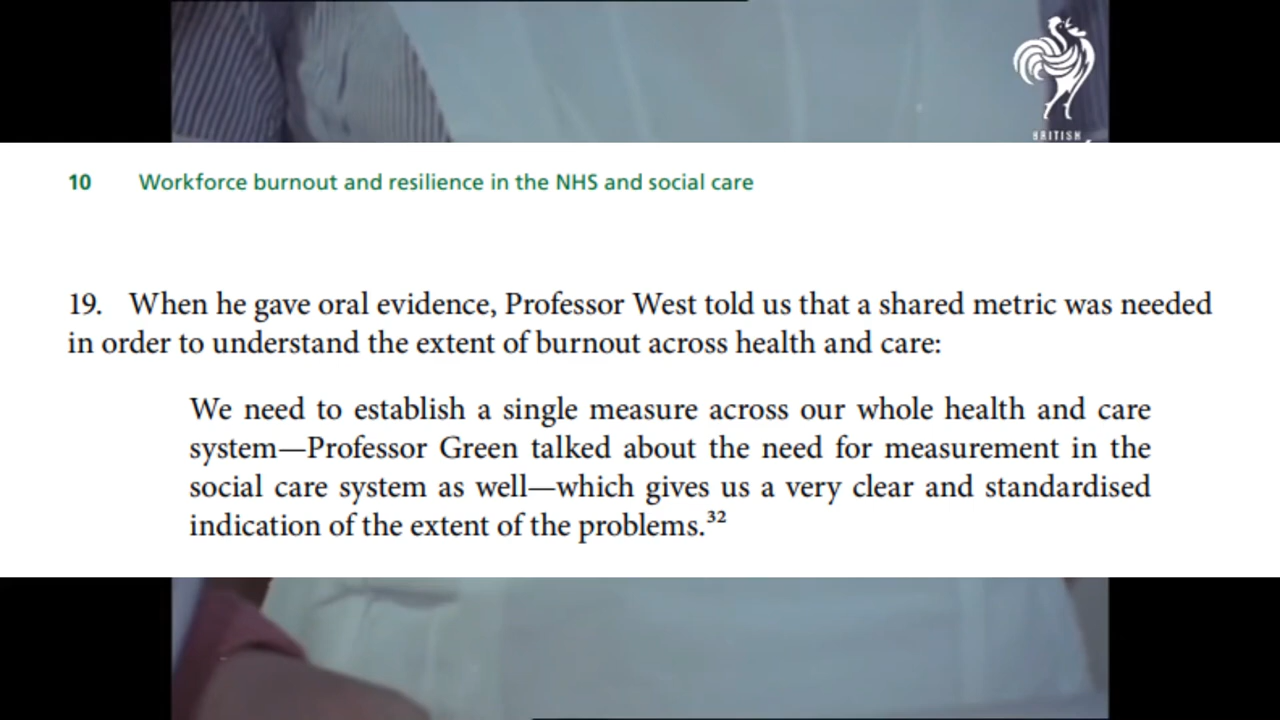 BRITISH
10 Workforce burnout and resilience in the NHS and social care
19. When he gave oral evidence, Professor West told us that a shared metric was needed
in order to understand the extent of burnout across health and care:
We need to establish a single measure across our whole health and care
system—Professor Green talked about the need for measurement in the
social care system as well—which gives us a very clear and standardised
indication of the extent of the problems.³²